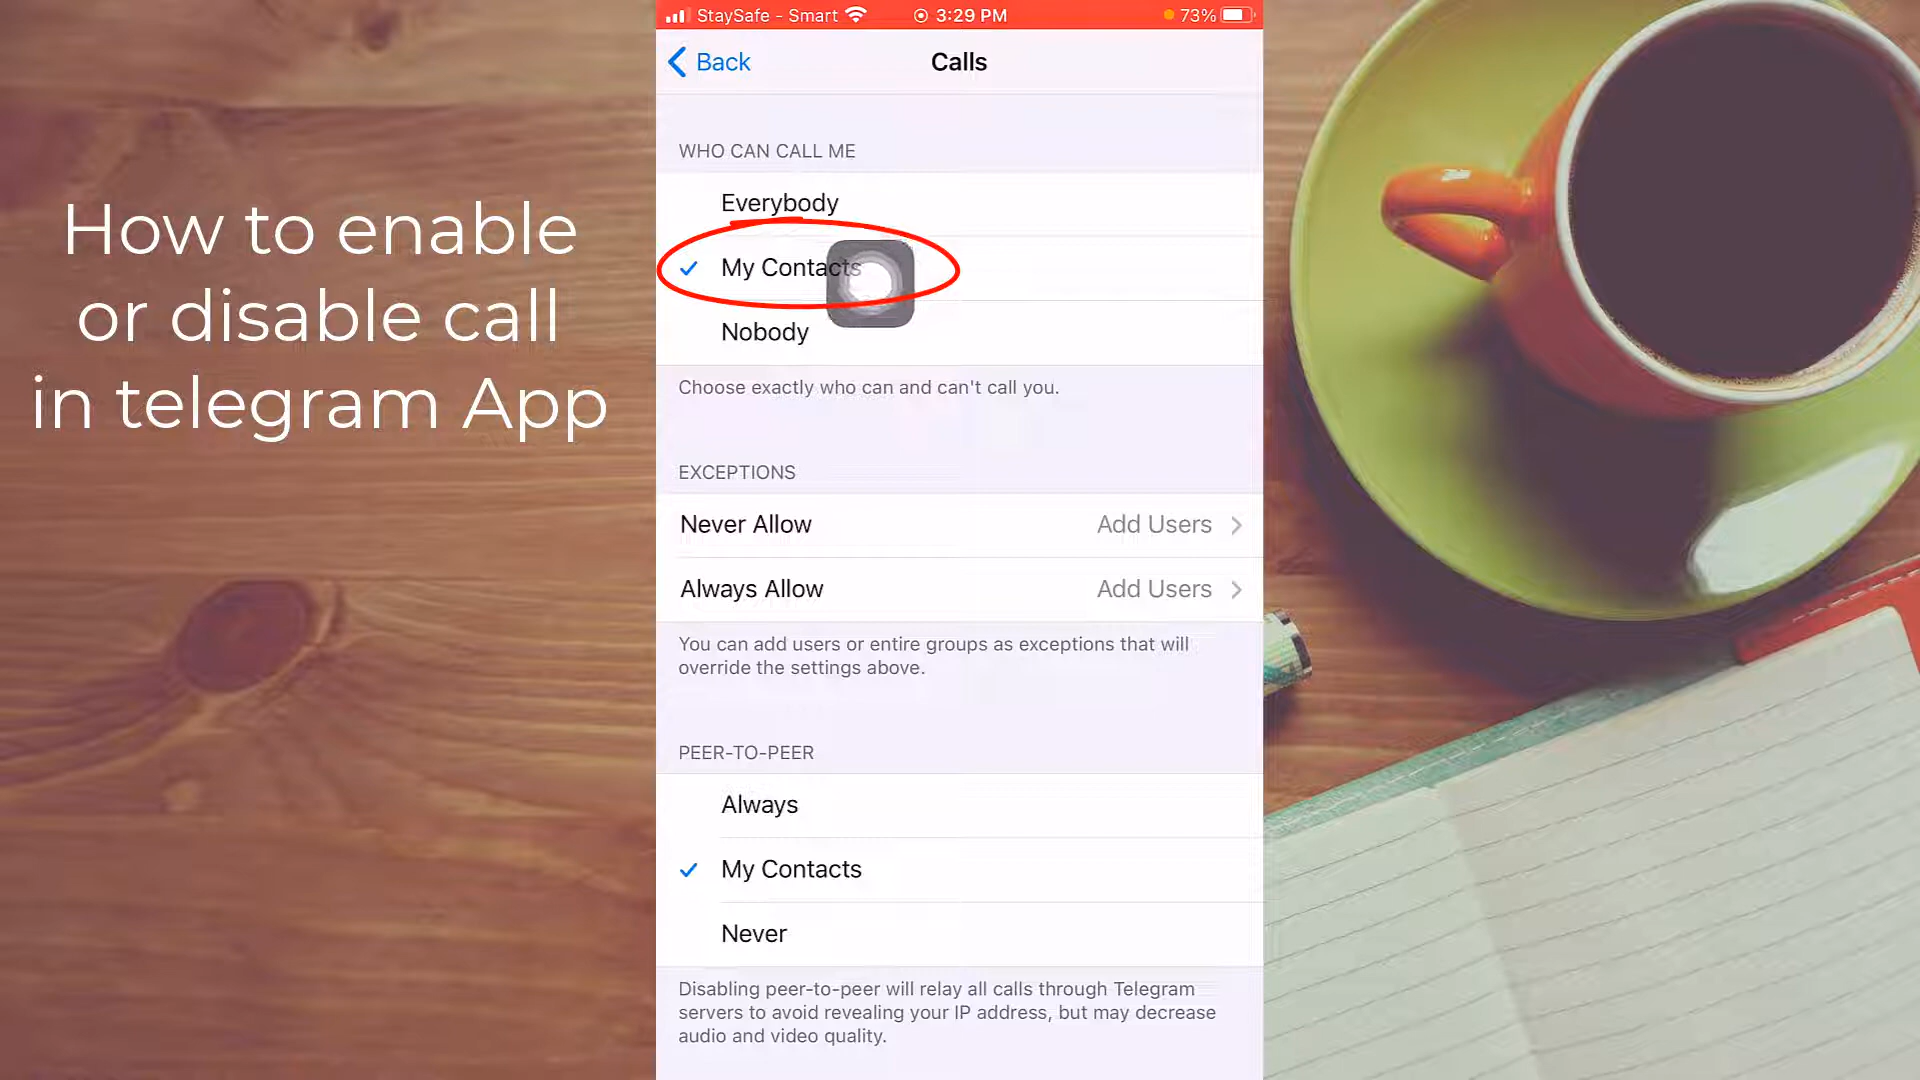 How to enable
or disable call
in telegram App
StaySafe - Smart
3:29 PM
73%
Back
Calls
WHO CAN CALL ME
Everybody
My Contacts
Nobody
Choose exactly who can and can't call you.
EXCEPTIONS
Never Allow Add Users
Always Allow Add Users
You can add users or entire groups as exceptions that will
override the settings above.
PEER-TO-PEER
Always
My Contacts
Never
Disabling peer-to-peer will relay all calls through Telegram
servers to avoid revealing your IP address, but may decrease
audio and video quality.